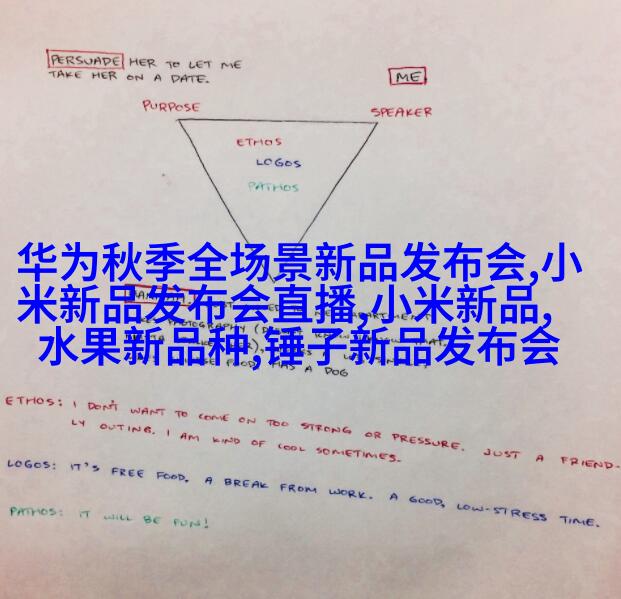 PERSUADE HER TO LET ME
TAKE HER ON A DATE.
ME
PURPOSE
SPEAKER
ETHOS
LOGOS
PATHOS
华为秋季全场景新品发布会,小
米新品发布会直播,小米新品,
水果新品种,锤子新品发布会
PHOTOGRAPHY
FOOD, HAS A DOG
ETHOS: I DON'T WANT TO COME ON TOO STRONG OR PRESSURE. JUST A FRIEND-
LY OUTING. I AM KIND OF COOL SOMETIMES.
LOGOS: IT'S FREE FOOD. A BREAK FROM WORK. A GOOD, LOW-STRESS TIME.
PATHOS: IT WILL BE FUN!